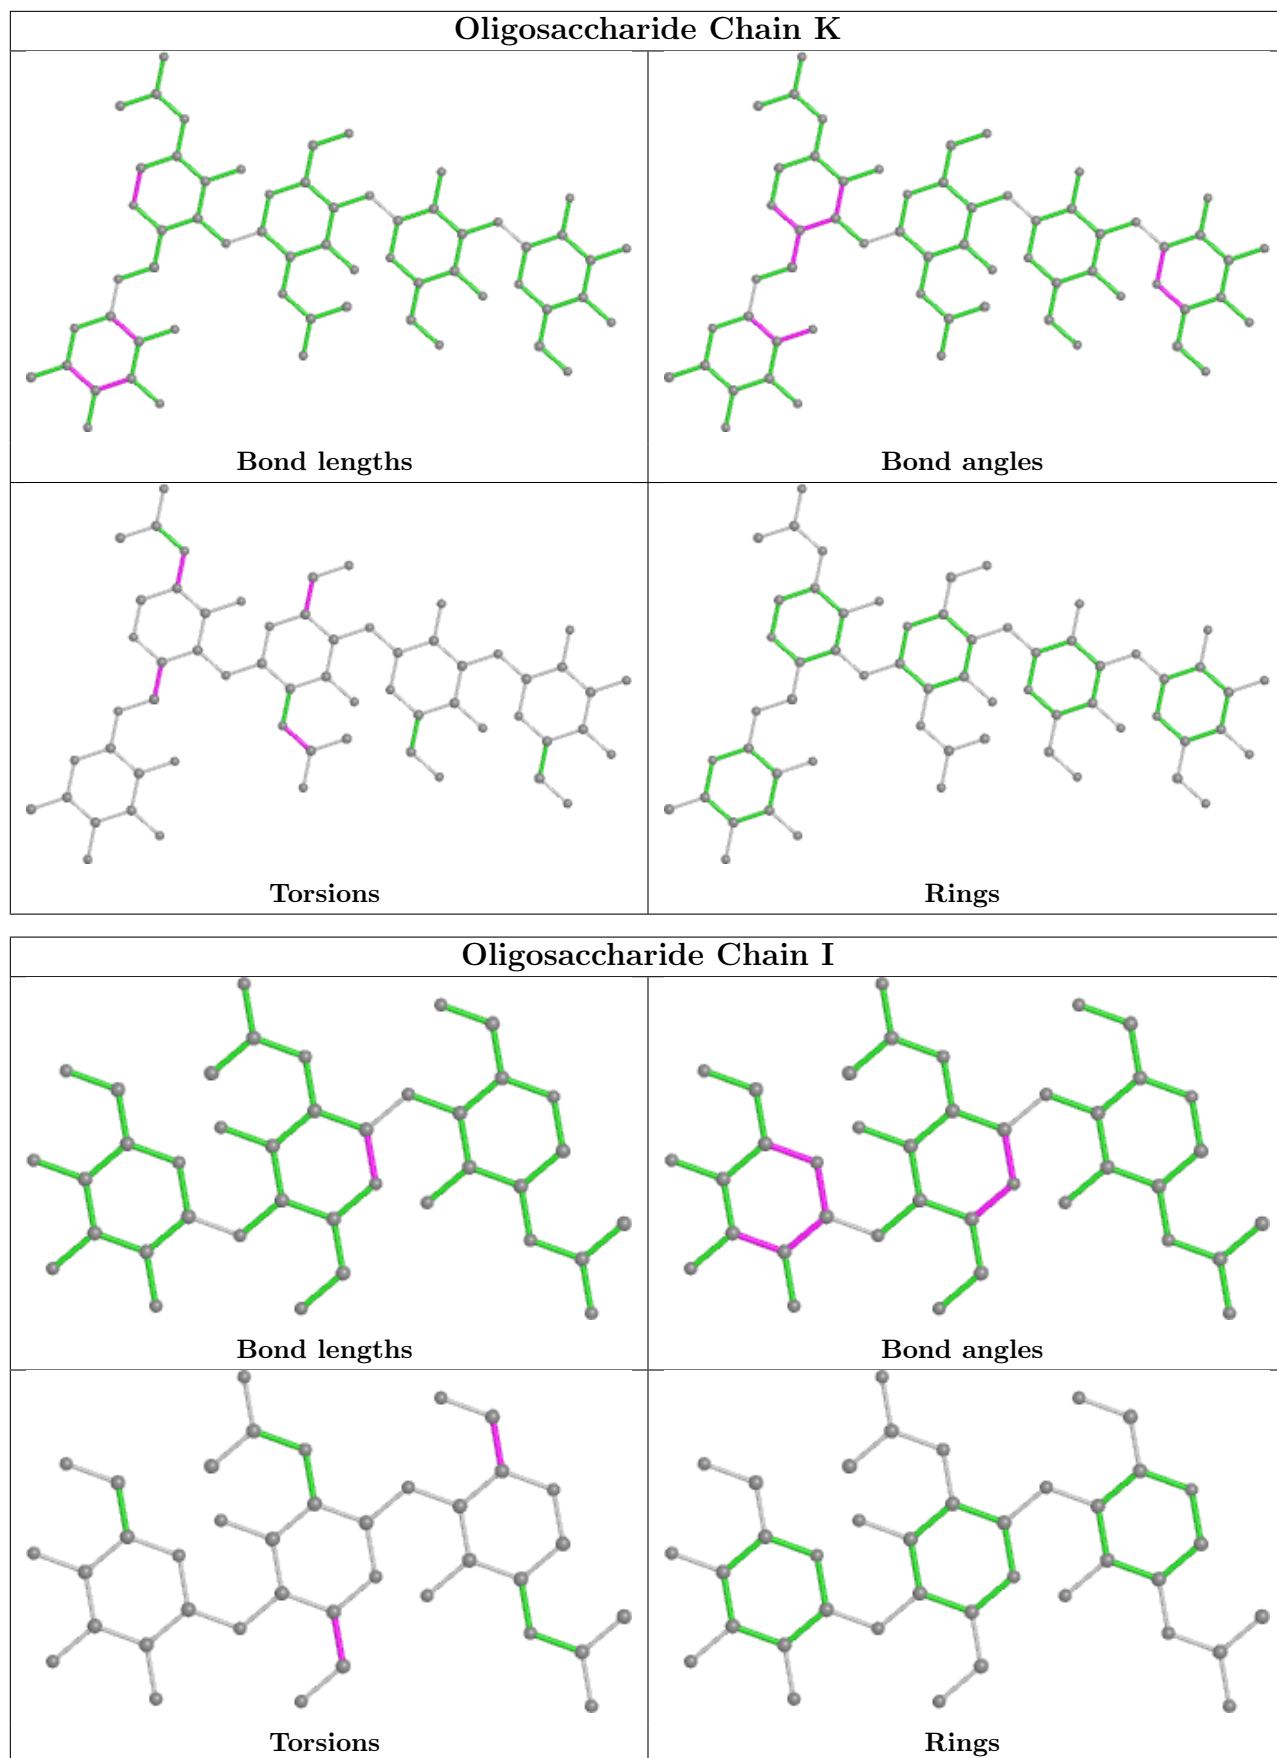 Oligosaccharide Chain K
Bond lengths
Bond angles
Torsions
Rings
Oligosaccharide Chain I
Bond lengths
Bond angles
Torsions
Rings